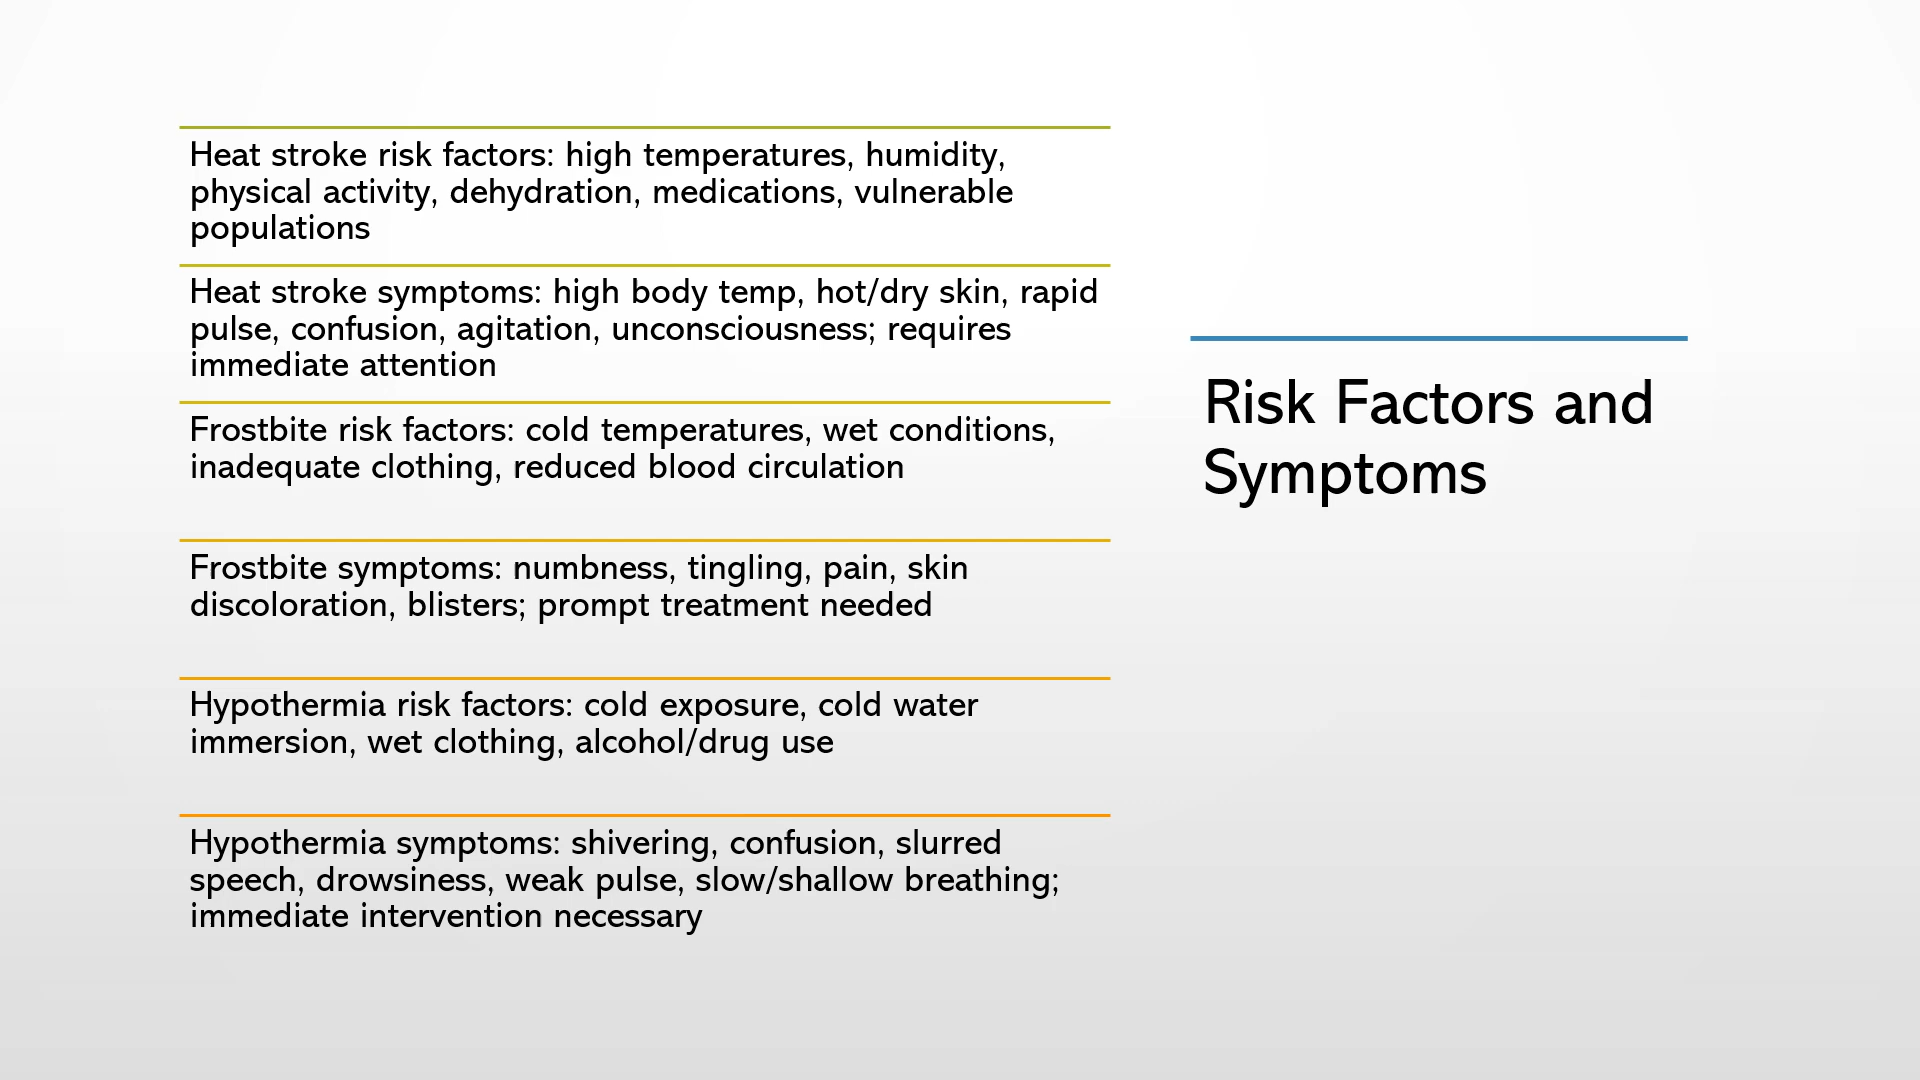 Heat stroke risk factors: high temperatures, humidity,
physical activity, dehydration, medications, vulnerable
populations
Heat stroke symptoms: high body temp, hot/dry skin, rapid
pulse, confusion, agitation, unconsciousness; requires
immediate attention
Frostbite risk factors: cold temperatures, wet conditions,
inadequate clothing, reduced blood circulation
Frostbite symptoms: numbness, tingling, pain, skin
discoloration, blisters; prompt treatment needed
Hypothermia risk factors: cold exposure, cold water
immersion, wet clothing, alcohol/drug use
Hypothermia symptoms: shivering, confusion, slurred
speech, drowsiness, weak pulse, slow/shallow breathing;
immediate intervention necessary
Risk Factors and
Symptoms